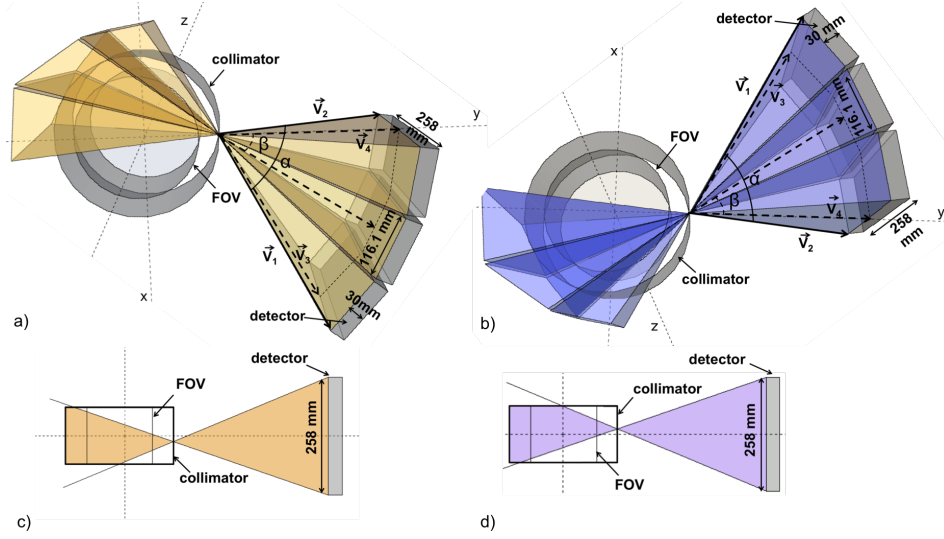 z
collimator
y
V₂
258
mm
β
V₄
α
FOV
116.1 mm
V₁
V₃
x
30mm
detector
a)
detector
30 mm
x
V₁
V₃
116.1 mm
FOV
α
β
V₄
y
258
mm
V₂
collimator
z
b)
detector
FOV
258 mm
collimator
c)
detector
collimator
258 mm
FOV
d)